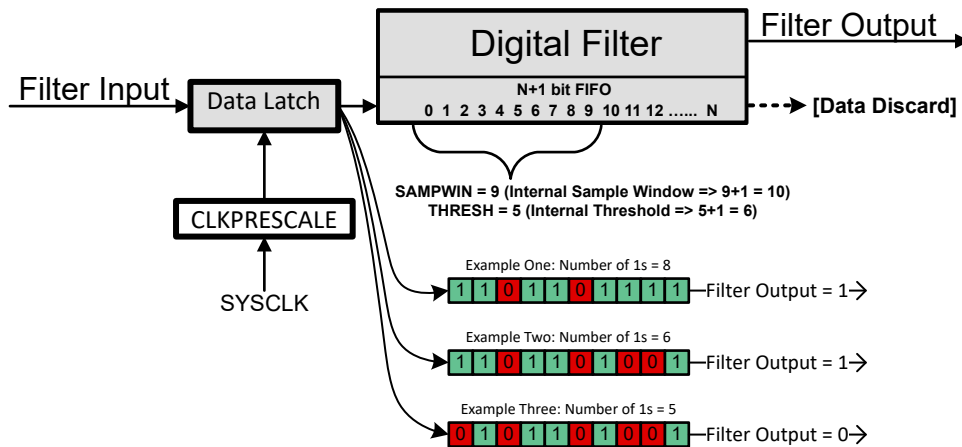 Filter Input
Data Latch
CLKPRESCALE
SYSCLK
Digital Filter
N+1 bit FIFO
0 1 2 3 4 5 6 7 8 9 10 11 12 …... N
Filter Output
[Data Discard]
SAMPWIN = 9 (Internal Sample Window => 9+1 = 10)
THRESH = 5 (Internal Threshold => 5+1 = 6)
Example One: Number of 1s = 8
1 1 0 1 1 0 1 1 1 1
Filter Output = 1
Example Two: Number of 1s = 6
1 1 0 1 1 0 1 0 0 1
Filter Output = 1
Example Three: Number of 1s = 5
0 1 0 1 1 0 1 0 0 1
Filter Output = 0